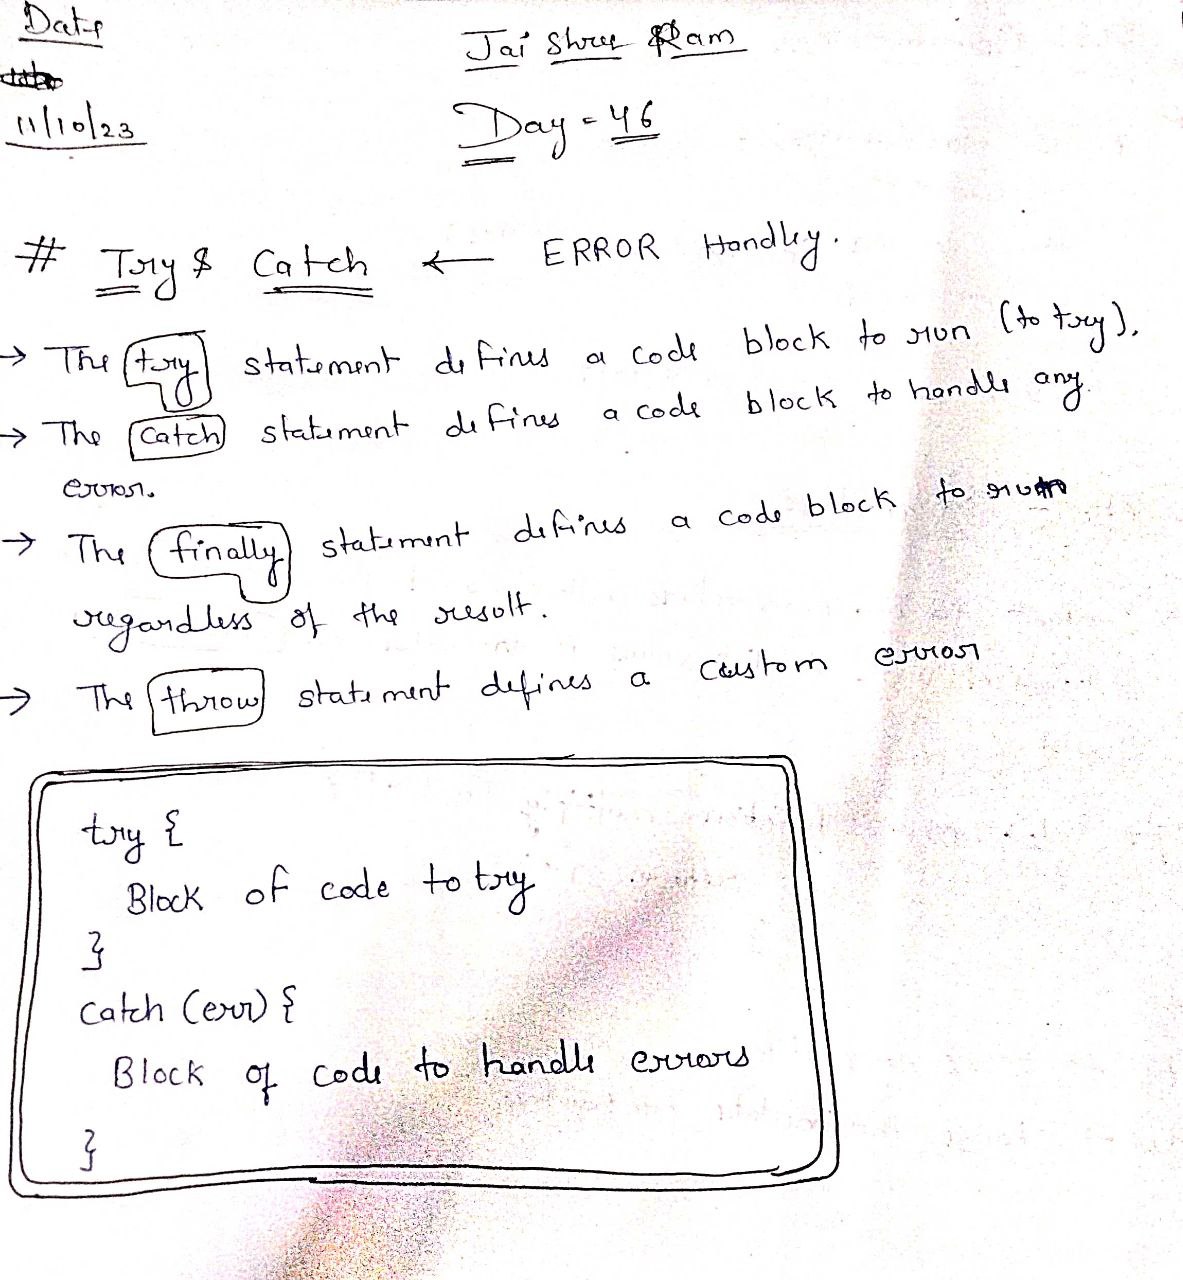 Date
Jai Shree Ram
11/10/23
Day = 46
# Try & Catch ← ERROR Handling.
→ The try statement defines a code block to run (to try).
→ The Catch statement defines a code block to handle any
error.
→ The finally statement defines a code block to run
regardless of the result.
→ The throw statement defines a custom error
try {
Block of code to try
}
catch (err) {
Block of code to handle errors
}